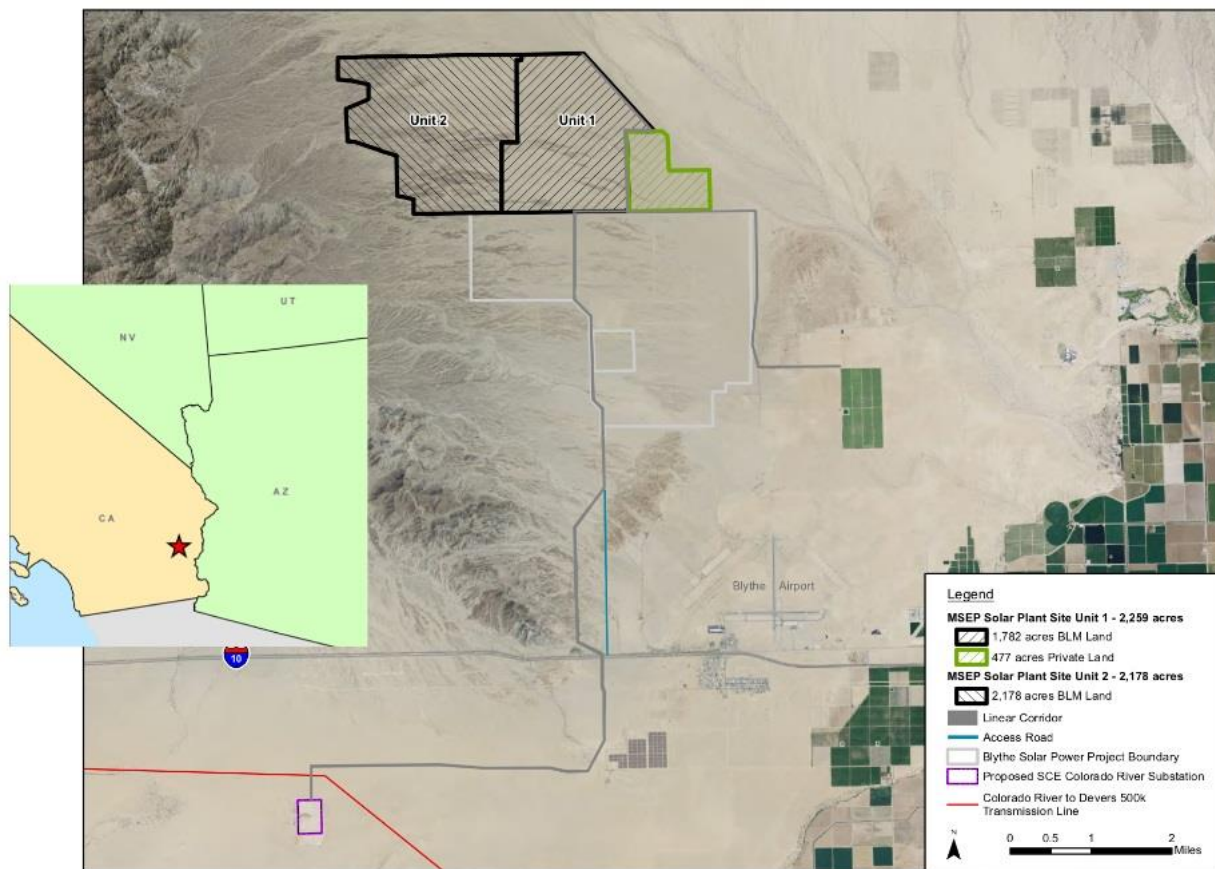 Unit 2
Unit 1
NV
UT
CA
AZ
10
Blythe Airport
Legend
MSEP Solar Plant Site Unit 1 - 2,259 acres
1,782 acres BLM Land
477 acres Private Land
MSEP Solar Plant Site Unit 2 - 2,178 acres
2,178 acres BLM Land
Linear Corridor
Access Road
Blythe Solar Power Project Boundary
Proposed SCE Colorado River Substation
Colorado River to Devers 500k
Transmission Line
N
0 0.5 1 2
Miles